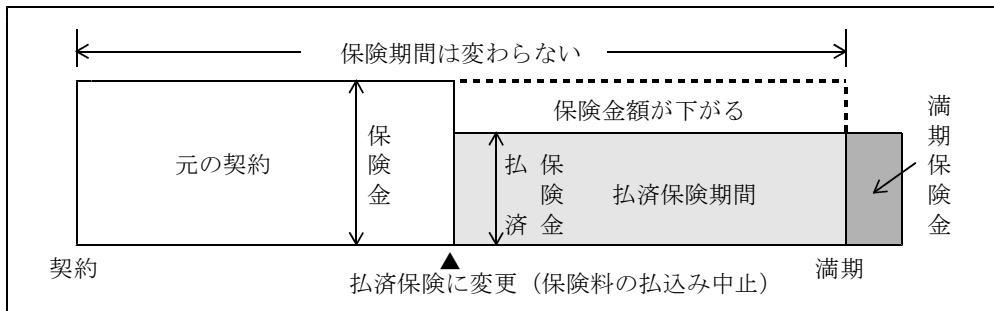 保険期間は変わらない
保険金額が下がる
満期保険金
元の契約
保険金
払済
保険金
払済保険期間
契約
満期
▲
払済保険に変更（保険料の払込み中止）